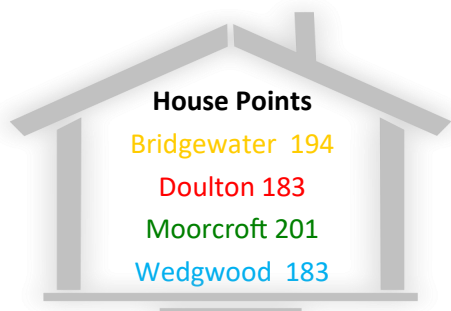 House Points
Bridgewater 194
Doulton 183
Moorcroft 201
Wedgwood 183